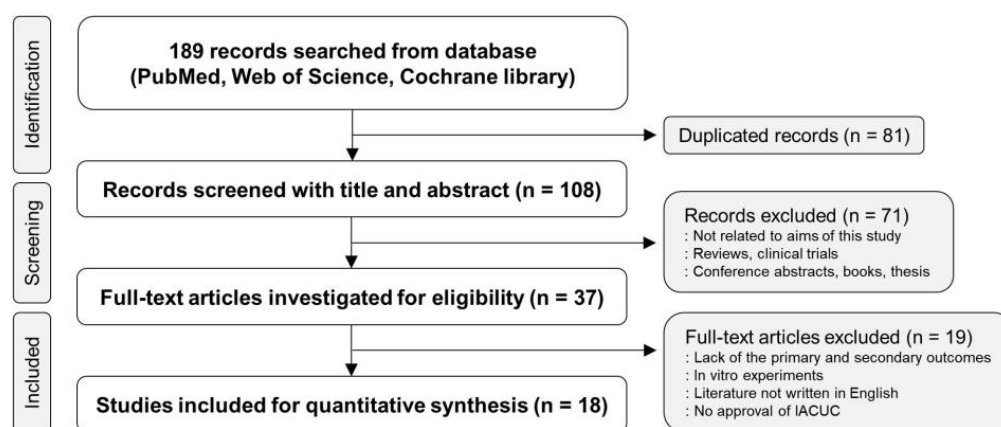 Identification
189 records searched from database
(PubMed, Web of Science, Cochrane library)
Duplicated records (n = 81)
Screening
Records screened with title and abstract (n = 108)
Records excluded (n = 71)
: Not related to aims of this study
: Reviews, clinical trials
: Conference abstracts, books, thesis
Full-text articles investigated for eligibility (n = 37)
Included
Full-text articles excluded (n = 19)
: Lack of the primary and secondary outcomes
: In vitro experiments
: Literature not written in English
: No approval of IACUC
Studies included for quantitative synthesis (n = 18)